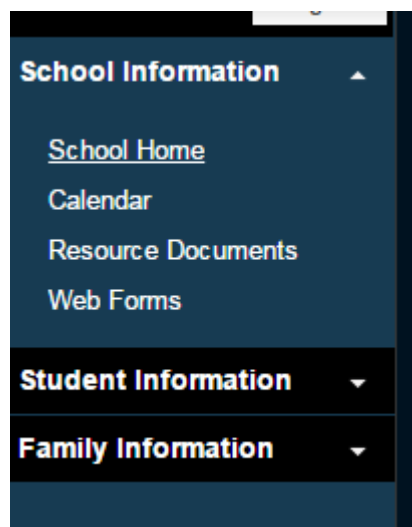 School Information
School Home
Calendar
Resource Documents
Web Forms
Student Information
Family Information